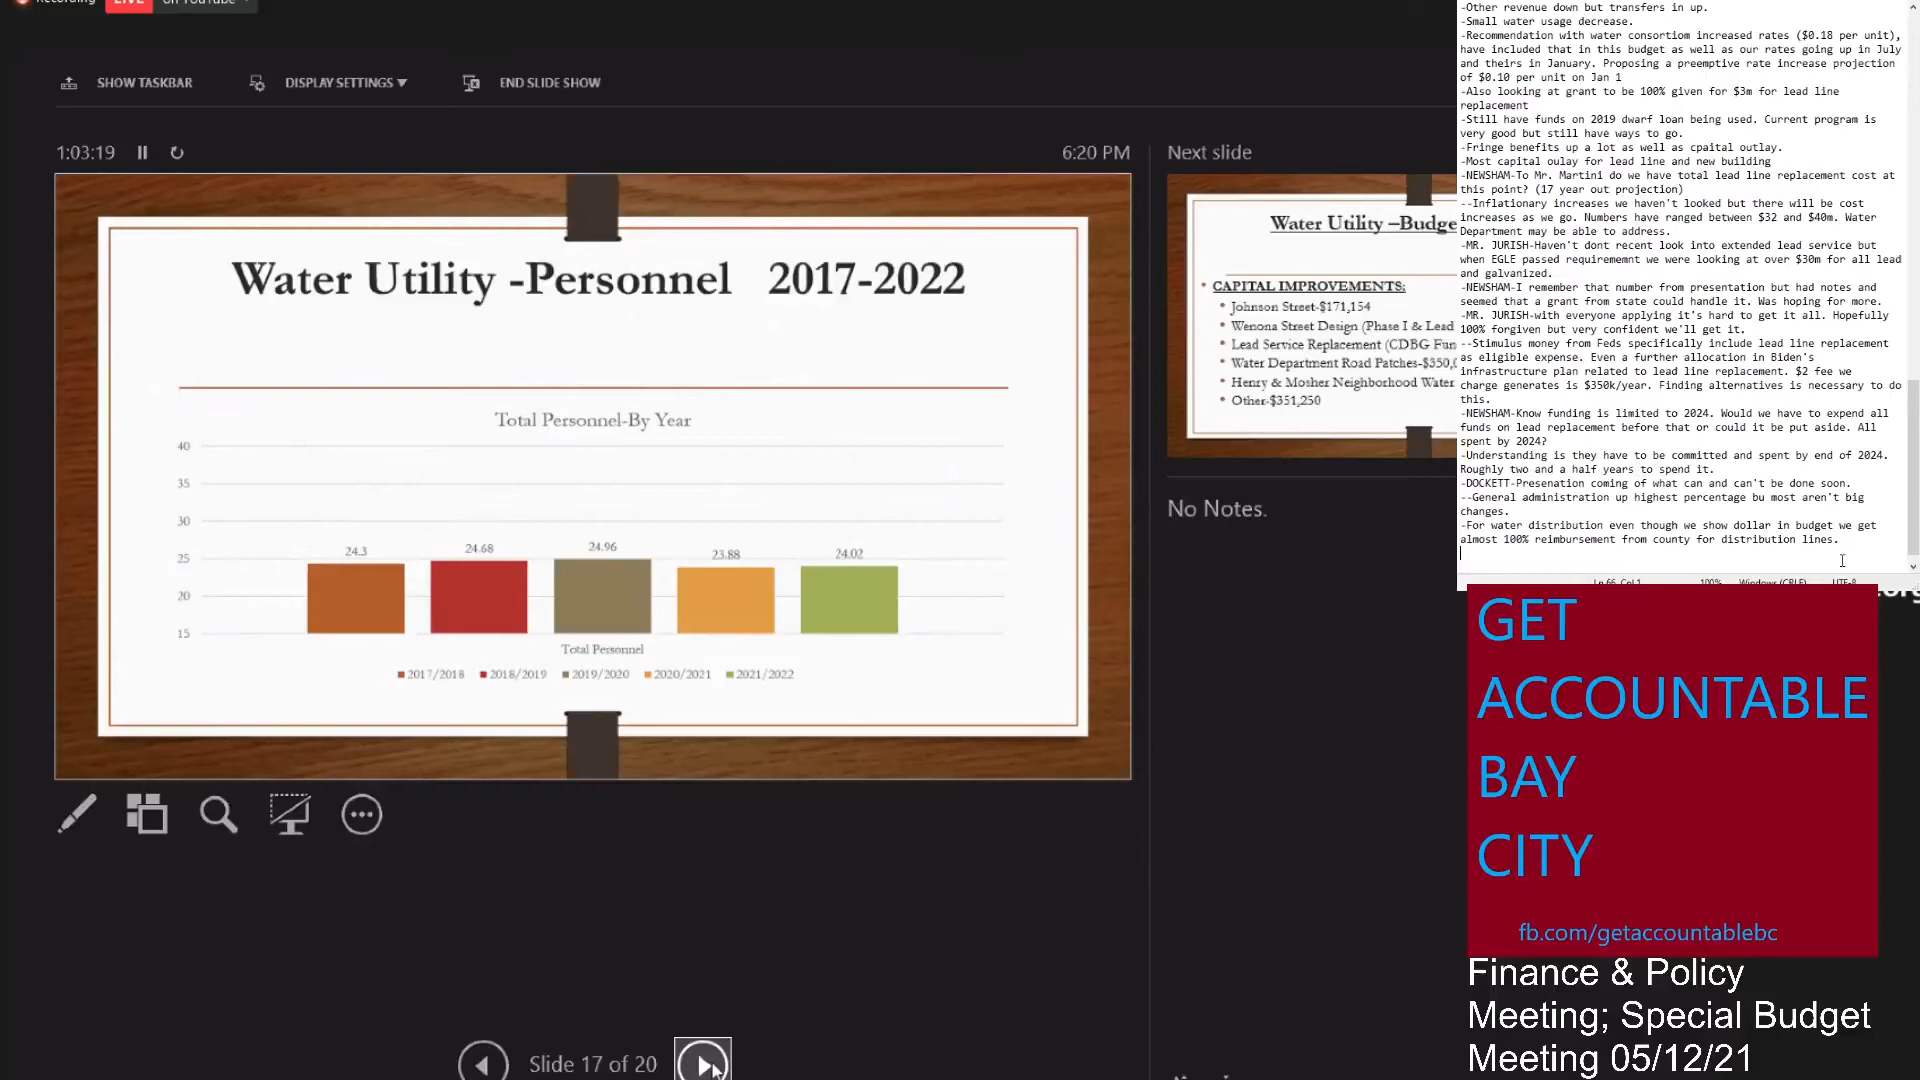 Recording
LIVE
on YouTube
SHOW TASKBAR
DISPLAY SETTINGS ▼
END SLIDE SHOW
1:03:19
6:20 PM
Water Utility -Personnel 2017-2022
Total Personnel-By Year
40
35
30
25
20
15
24.3
24.68
24.96
23.88
24.02
Total Personnel
2017/2018
2018/2019
2019/2020
2020/2021
2021/2022
Slide 17 of 20
Next slide
Water Utility –Budge
CAPITAL IMPROVEMENTS:
Johnson Street-$171,154
Wenona Street Design (Phase I & Lead
Lead Service Replacement (CDBG Fun
Water Department Road Patches-$350,0
Henry & Mosher Neighborhood Water
Other-$351,250
No Notes.
-Other revenue down but transfers in up.
-Small water usage decrease.
-Recommendation with water consortiom increased rates ($0.18 per unit),
have included that in this budget as well as our rates going up in July
and theirs in January. Proposing a preemptive rate increase projection
of $0.10 per unit on Jan 1
-Also looking at grant to be 100% given for $3m for lead line
replacement
-Still have funds on 2019 dwarf loan being used. Current program is
very good but still have ways to go.
-Fringe benefits up a lot as well as cpaital outlay.
-Most capital oulay for lead line and new building
-NEWSHAM-To Mr. Martini do we have total lead line replacement cost at
this point? (17 year out projection)
--Inflationary increases we haven't looked but there will be cost
increases as we go. Numbers have ranged between $32 and $40m. Water
Department may be able to address.
-MR. JURISH-Haven't dont recent look into extended lead service but
when EGLE passed requirememnt we were looking at over $30m for all lead
and galvanized.
-NEWSHAM-I remember that number from presentation but had notes and
seemed that a grant from state could handle it. Was hoping for more.
-MR. JURISH-with everyone applying it's hard to get it all. Hopefully
100% forgiven but very confident we'll get it.
--Stimulus money from Feds specifically include lead line replacement
as eligible expense. Even a further allocation in Biden's
infrastructure plan related to lead line replacement. $2 fee we
charge generates is $350k/year. Finding alternatives is necessary to do
this.
-NEWSHAM-Know funding is limited to 2024. Would we have to expend all
funds on lead replacement before that or could it be put aside. All
spent by 2024?
-Understanding is they have to be committed and spent by end of 2024.
Roughly two and a half years to spend it.
-DOCKETT-Presenation coming of what can and can't be done soon.
--General administration up highest percentage bu most aren't big
changes.
-For water distribution even though we show dollar in budget we get
almost 100% reimbursement from county for distribution lines.
Ln 66, Col 1
100%
Windows (CRLF)
UTF-8
GET
ACCOUNTABLE
BAY
CITY
fb.com/getaccountablebc
Finance & Policy
Meeting; Special Budget
Meeting 05/12/21